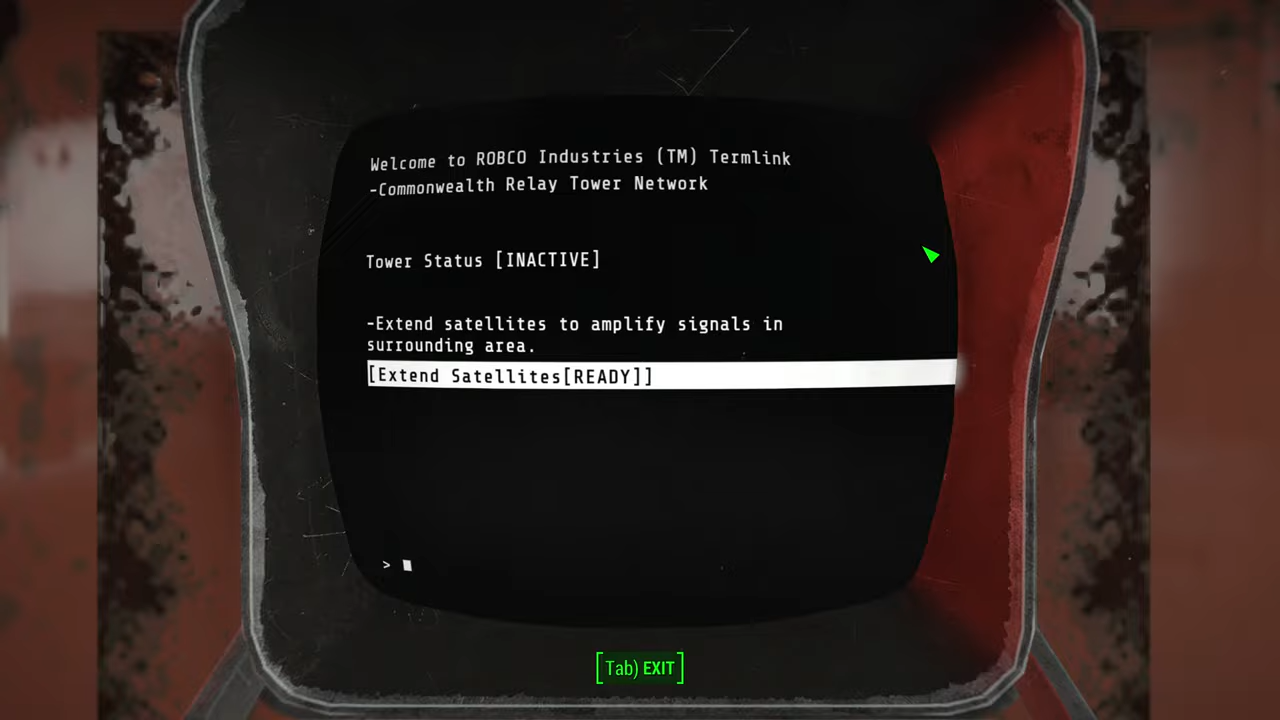 Welcome to ROBCO Industries (TM) Termlink
-Commonwealth Relay Tower Network
Tower Status [INACTIVE]
-Extend satellites to amplify signals in
surrounding area.
[Extend Satellites[READY]]
>
[Tab) EXIT]